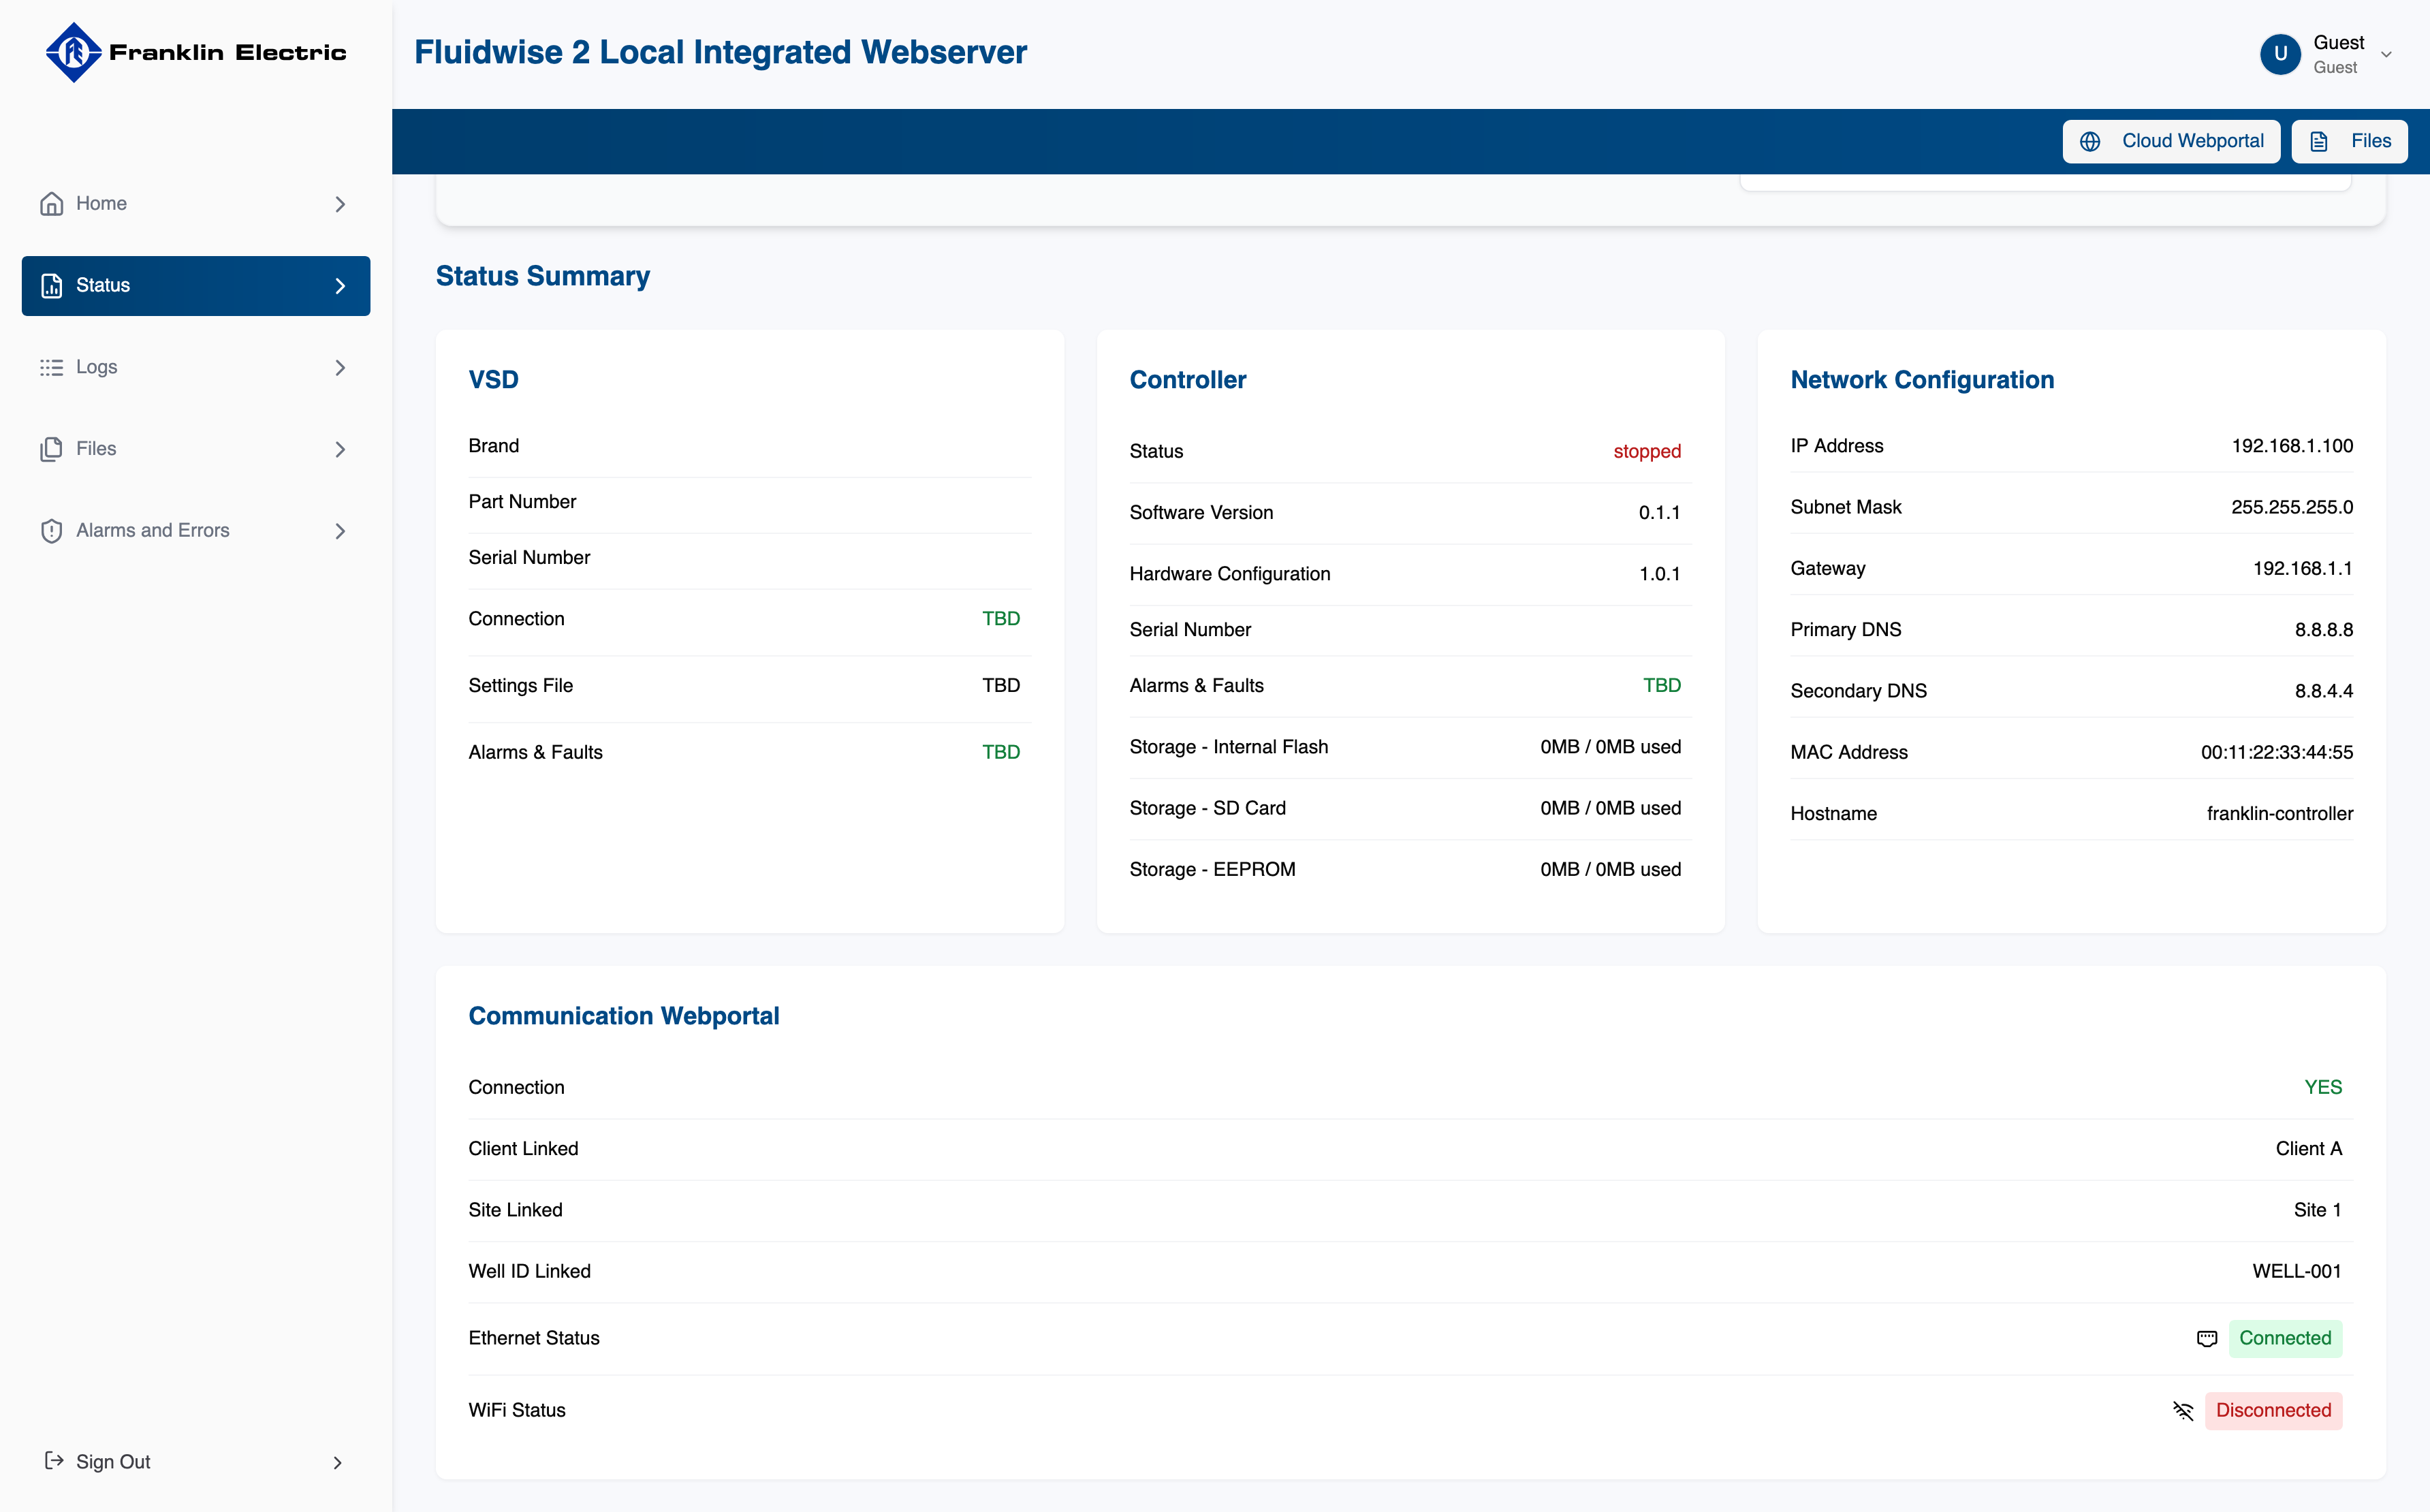 Franklin Electric
Fluidwise 2 Local Integrated Webserver
U
Guest
Guest
Cloud Webportal
Files
Home
Status
Logs
Files
Alarms and Errors
Sign Out
Status Summary
VSD
Brand
Part Number
Serial Number
Connection TBD
Settings File TBD
Alarms & Faults TBD
Controller
Status stopped
Software Version 0.1.1
Hardware Configuration 1.0.1
Serial Number
Alarms & Faults TBD
Storage - Internal Flash 0MB / 0MB used
Storage - SD Card 0MB / 0MB used
Storage - EEPROM 0MB / 0MB used
Network Configuration
IP Address 192.168.1.100
Subnet Mask 255.255.255.0
Gateway 192.168.1.1
Primary DNS 8.8.8.8
Secondary DNS 8.8.4.4
MAC Address 00:11:22:33:44:55
Hostname franklin-controller
Communication Webportal
Connection YES
Client Linked Client A
Site Linked Site 1
Well ID Linked WELL-001
Ethernet Status Connected
WiFi Status Disconnected